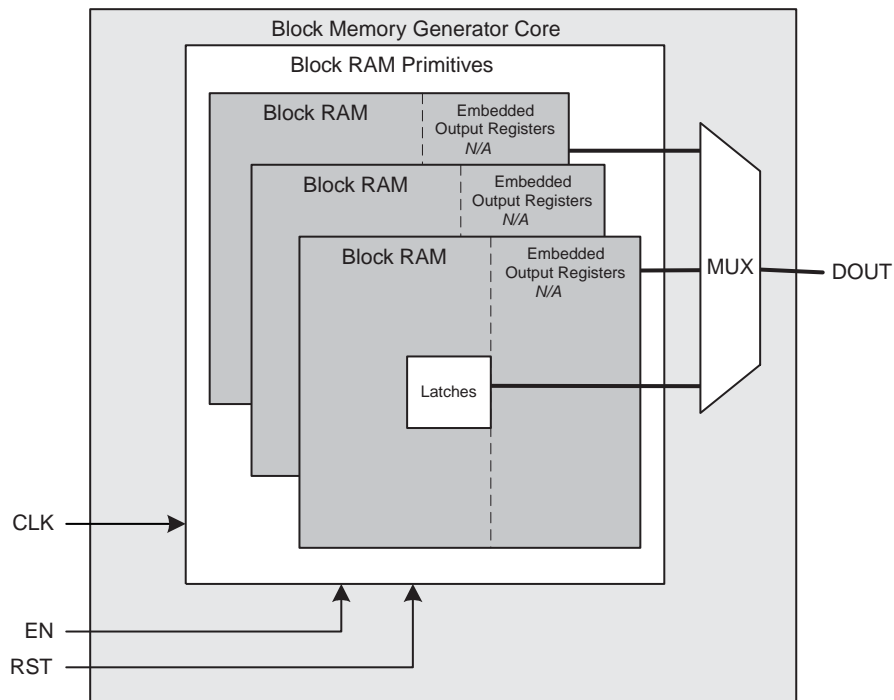 Block Memory Generator Core
Block RAM Primitives
Block RAM
Embedded
Output Registers
N/A
Block RAM
Embedded
Output Registers
N/A
Block RAM
Embedded
Output Registers
N/A
MUX
DOUT
Latches
CLK
EN
RST